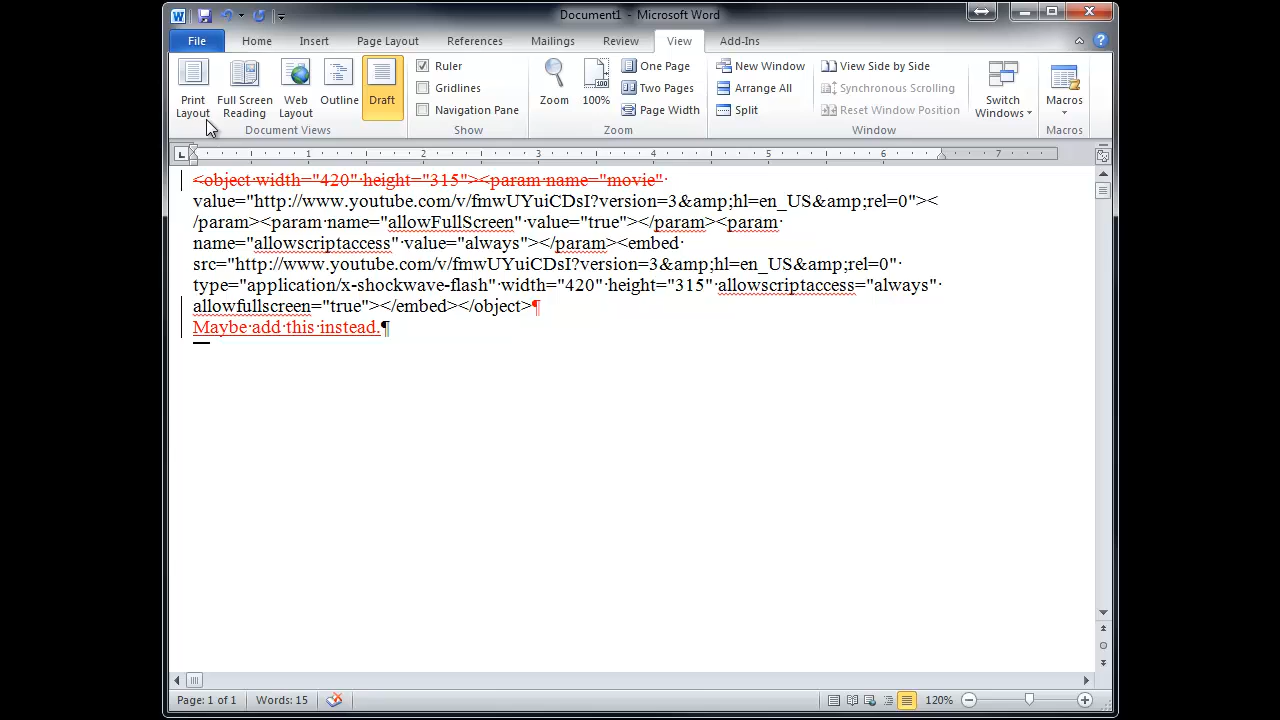 Document1 - Microsoft Word
File Home Insert Page Layout References Mailings Review View Add-Ins
Print Layout Full Screen Reading Web Layout Outline Draft
Document Views
Ruler
Gridlines
Navigation Pane
Show
Zoom 100%
One Page
Two Pages
Page Width
Zoom
New Window
Arrange All
Split
View Side by Side
Synchronous Scrolling
Reset Window Position
Window
Switch Windows
Macros
Macros
1 2 3 4 5 6 7
<object width="420" height="315"><param name="movie"
value="http://www.youtube.com/v/fmwUYuiCDsI?version=3&amp;hl=en_US&amp;rel=0"><
/param><param name="allowFullScreen" value="true"></param><param
name="allowscriptaccess" value="always"></param><embed
src="http://www.youtube.com/v/fmwUYuiCDsI?version=3&amp;hl=en_US&amp;rel=0"
type="application/x-shockwave-flash" width="420" height="315" allowscriptaccess="always"
allowfullscreen="true"></embed></object>¶
Maybe add this instead.¶
Page: 1 of 1 Words: 15 120%